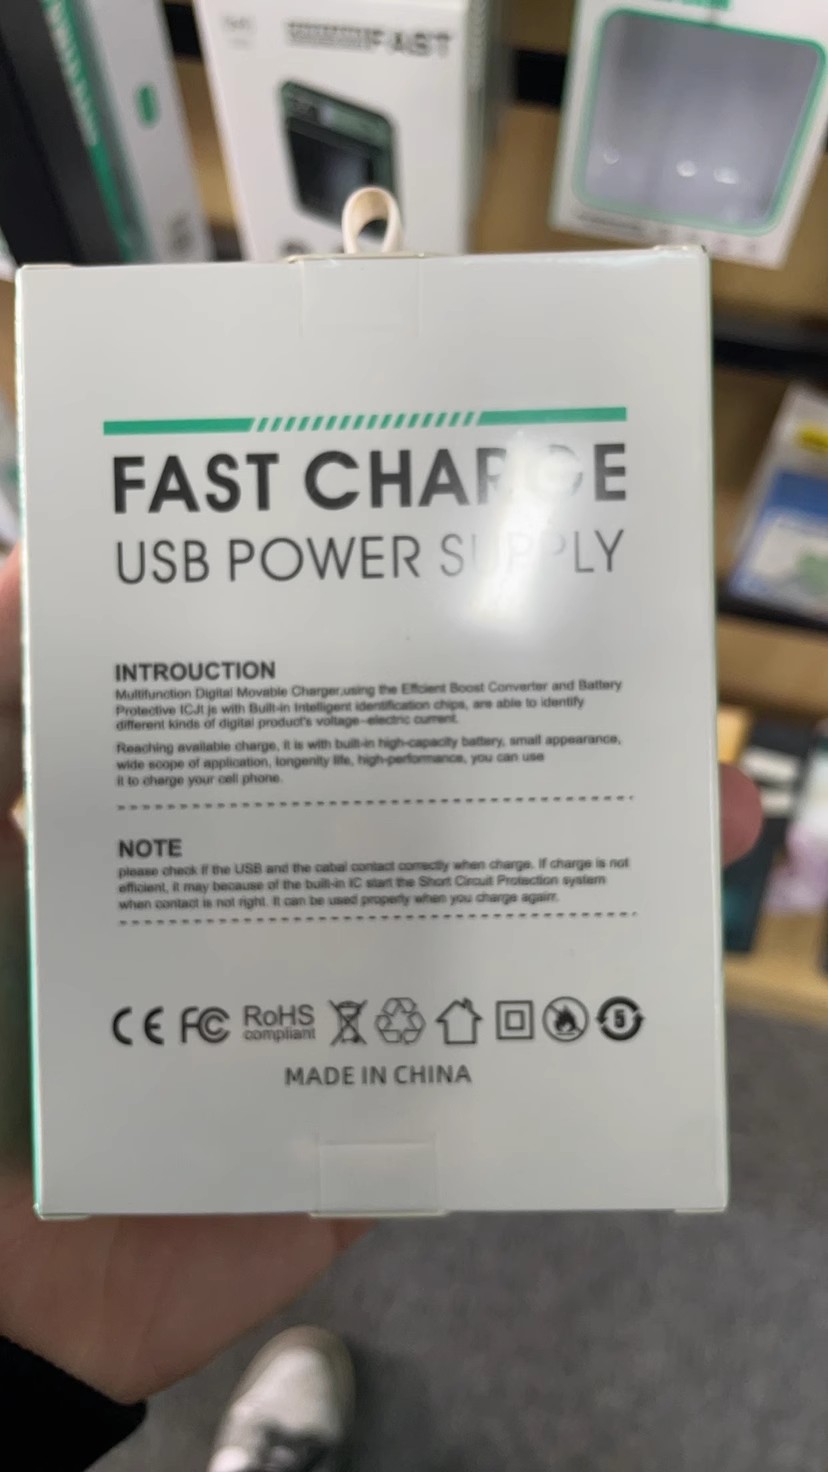 FAST
FAST CHARGE
USB POWER SUPPLY
INTROUCTION
Multifunction Digital Movable Charger,using the Effcient Boost Converter and Battery
Protective ICJt js with Built-in Intelligent identification chips, are able to identify
different kinds of digital product's voltage--electric current.
Reaching available charge, it is with built-in high-capacity battery, small appearance,
wide scope of application, longenity life, high-performance, you can use
it to charge your cell phone.
NOTE
please check if the USB and the cabal contact correctly when charge. If charge is not
efficient, it may because of the built-in IC start the Short Circuit Protection system
when contact is not right. It can be used properly when you charge again.
CE FC RoHS
compliant
5
MADE IN CHINA